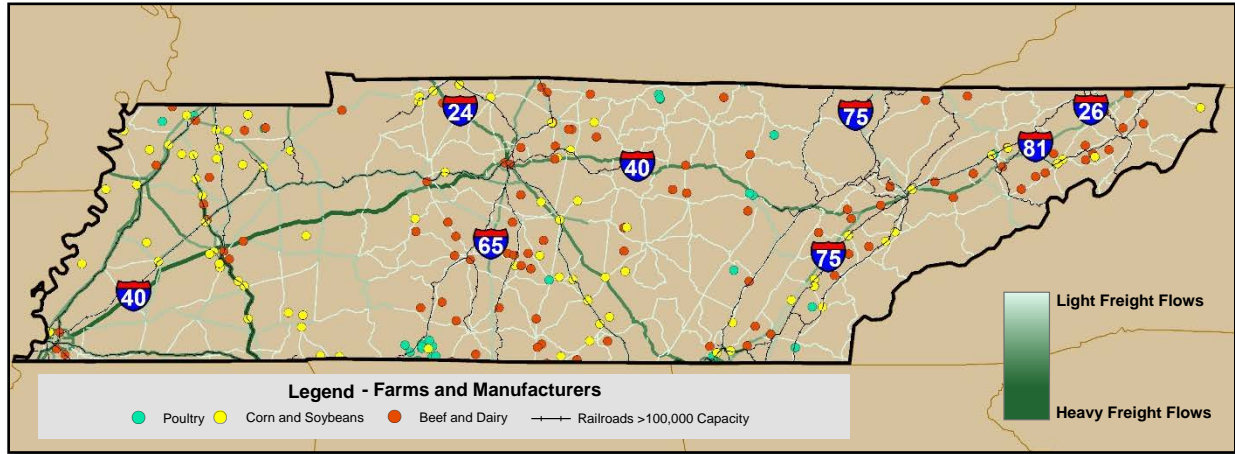 24
75
26
81
40
65
75
40
Light Freight Flows
Heavy Freight Flows
Legend - Farms and Manufacturers
Poultry Corn and Soybeans Beef and Dairy Railroads >100,000 Capacity